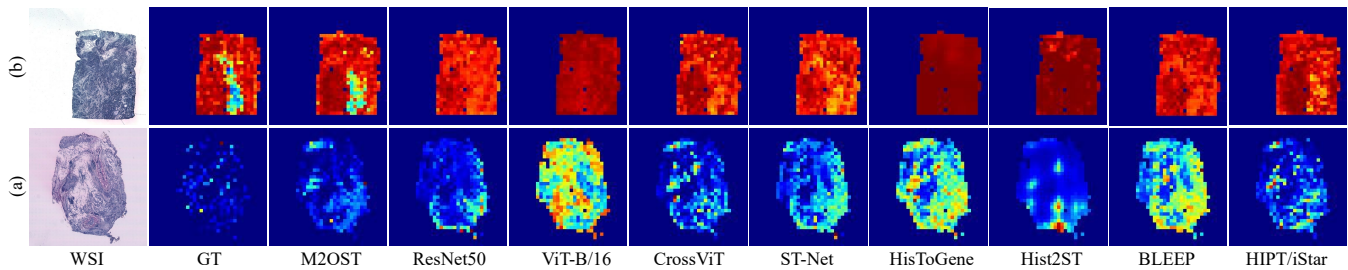 (b)
(a)
WSI GT M2OST ResNet50 ViT-B/16 CrossViT ST-Net HisToGene Hist2ST BLEEP HIPT/iStar